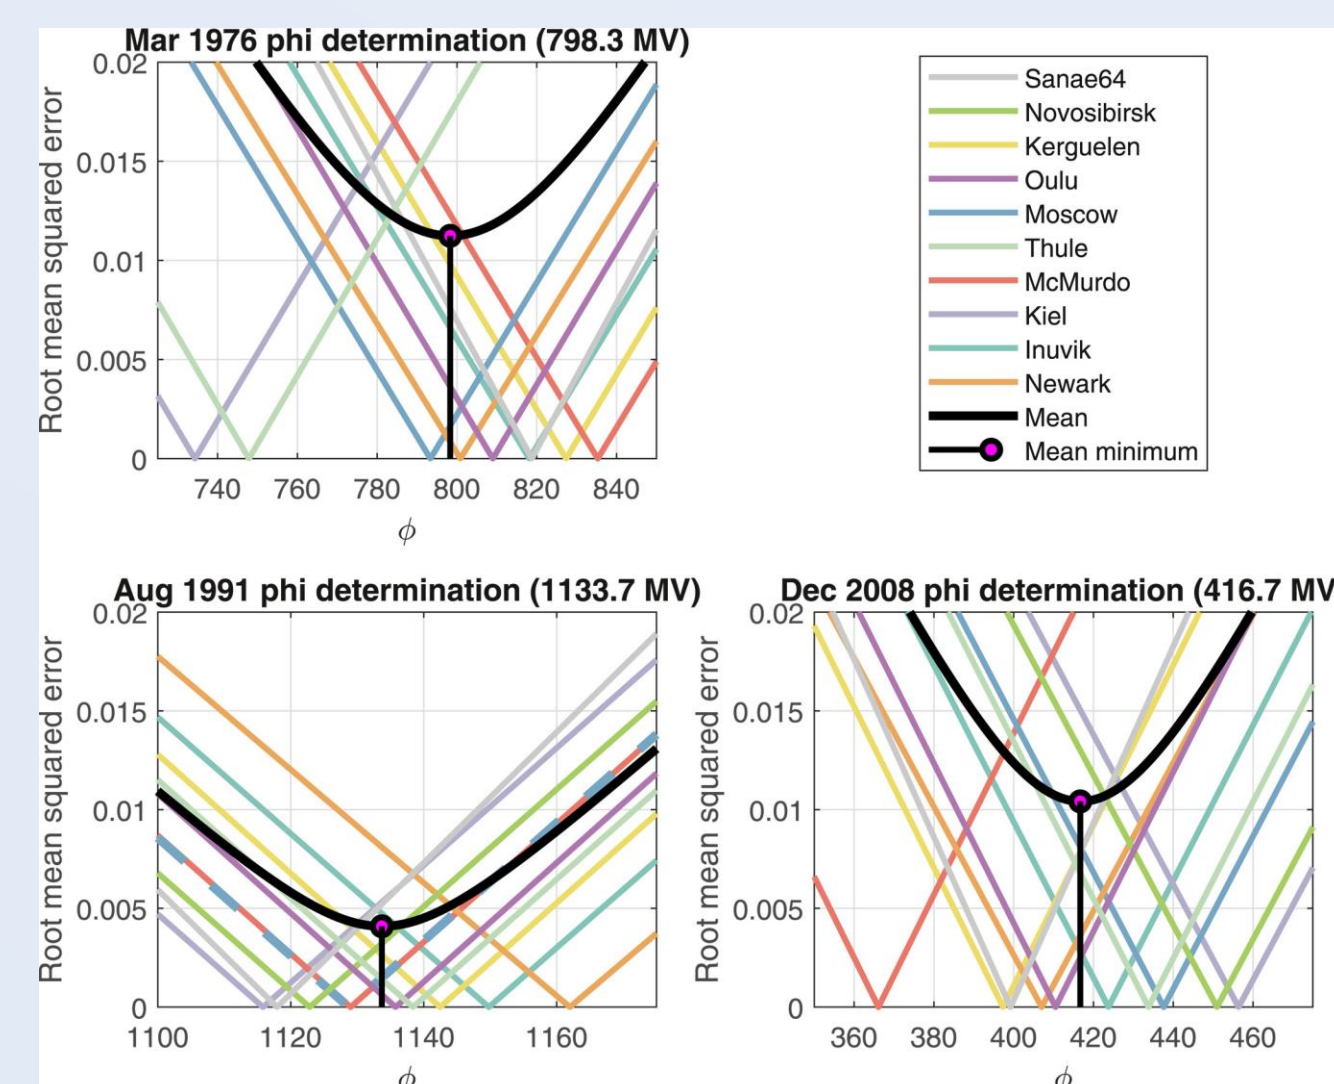 Mar 1976 phi determination (798.3 MV)
0.02
0.015
0.01
0.005
0
Root mean squared error
740 760 780 800 820 840
ϕ
Sanae64
Novosibirsk
Kerguelen
Oulu
Moscow
Thule
McMurdo
Kiel
Inuvik
Newark
Mean
Mean minimum
Aug 1991 phi determination (1133.7 MV)
0.02
0.015
0.01
0.005
0
Root mean squared error
1100 1120 1140 1160
ϕ
Dec 2008 phi determination (416.7 MV
0.02
0.015
0.01
0.005
0
Root mean squared error
360 380 400 420 440 460
ϕ